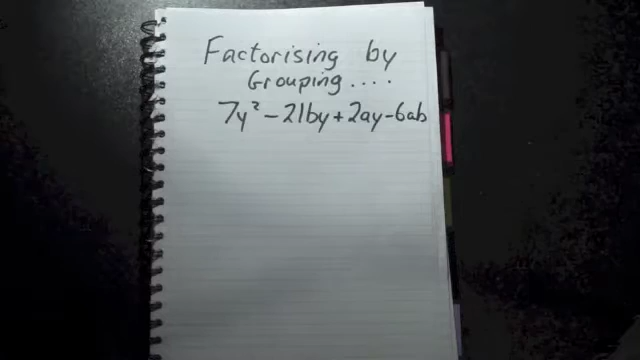 Factorising by
Grouping....
7y² - 21by + 2ay - 6ab